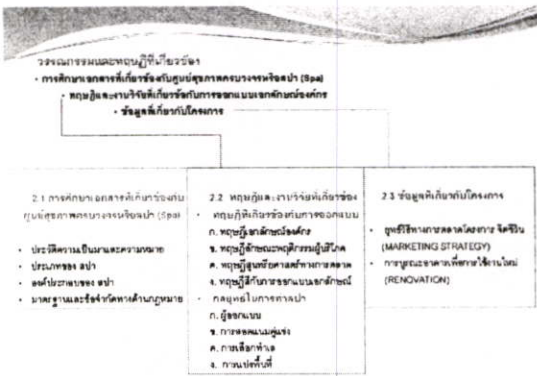 วรรณกรรมและทฤษฎีที่เกี่ยวข้อง
• การศึกษาเอกสารที่เกี่ยวข้องกับศูนย์สุขภาพครบวงจรหรือสปา (Spa)
• ทฤษฎีและงานวิจัยที่เกี่ยวข้อกับการออกแบบเอกลักษณ์องค์กร
• ข้อมูลที่เกี่ยวกับโครงการ
2.1 การศึกษาเอกสารที่เกี่ยวข้องกับ
ศูนย์สุขภาพครบวงจรหรือสปา (Spa)
• ประวัติความเป็นมาและความหมาย
• ประเภทของ สปา
• องค์ประกอบของ สปา
• มาตรฐานและข้อจำกัดทางด้านกฎหมาย
2.2 ทฤษฎีและงานวิจัยที่เกี่ยวข้อง
• ทฤษฎีที่เกี่ยวข้องกับการออกแบบ
ก. ทฤษฎีเอกลักษณ์องค์กร
ข. ทฤษฎีลักษณะพฤติกรรมผู้บริโภค
ค. ทฤษฎีสุนทรียศาสตร์ทางการตลาด
ง. ทฤษฎีสีกับการออกแบบเอกลักษณ์
• กลยุทธ์ในการทำสปา
ก. ผู้ออกแบบ
ข. การสอดแนมคู่แข่ง
ค. การเลือกทำเล
ง. การแบ่งพื้นที่
2.3 ข้อมูลที่เกี่ยวกับโครงการ
• ยุทธวิธีทางการตลาดโครงการ จิตชีวิน
(MARKETING STRATEGY)
• การบูรณะอาคารเพื่อการใช้งานใหม่
(RENOVATION)